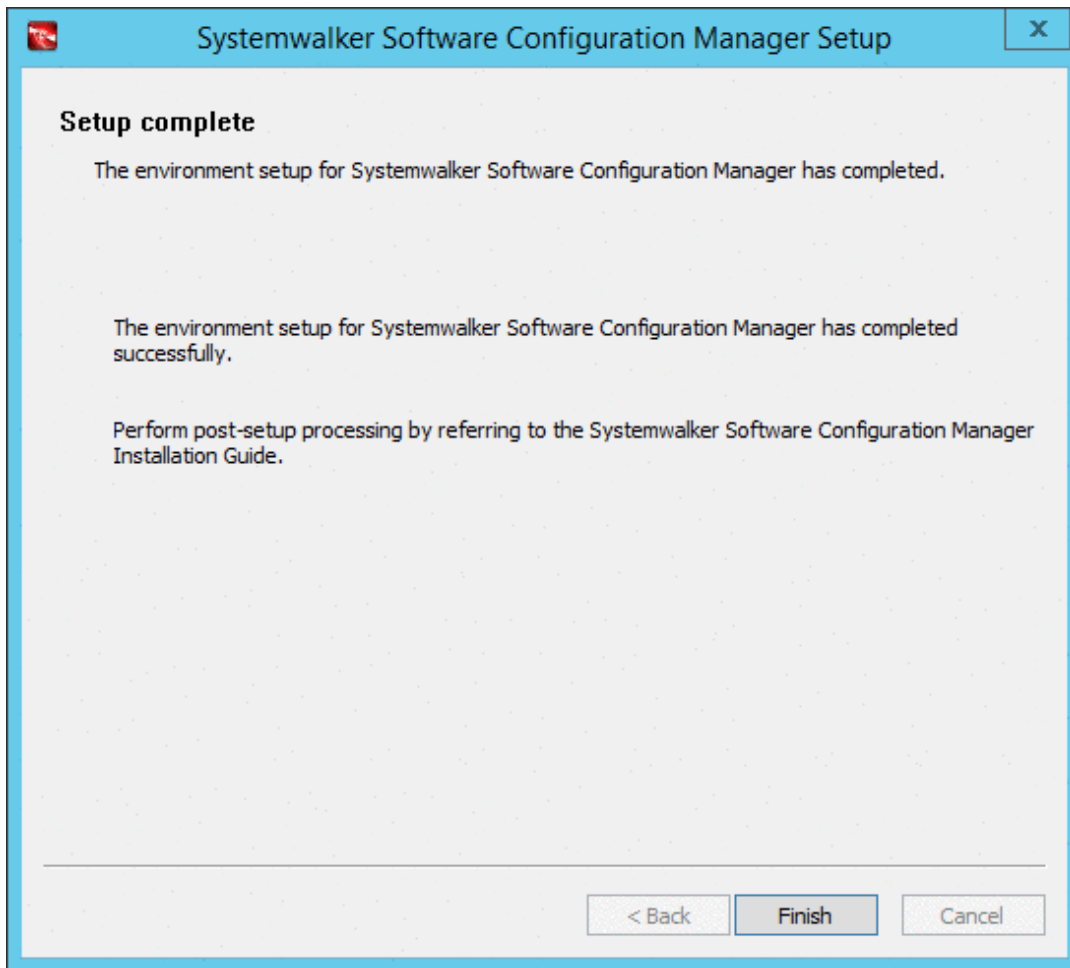 Systemwalker Software Configuration Manager Setup
x
Setup complete
The environment setup for Systemwalker Software Configuration Manager has completed.
The environment setup for Systemwalker Software Configuration Manager has completed
successfully.
Perform post-setup processing by referring to the Systemwalker Software Configuration Manager
Installation Guide.
< Back
Finish
Cancel